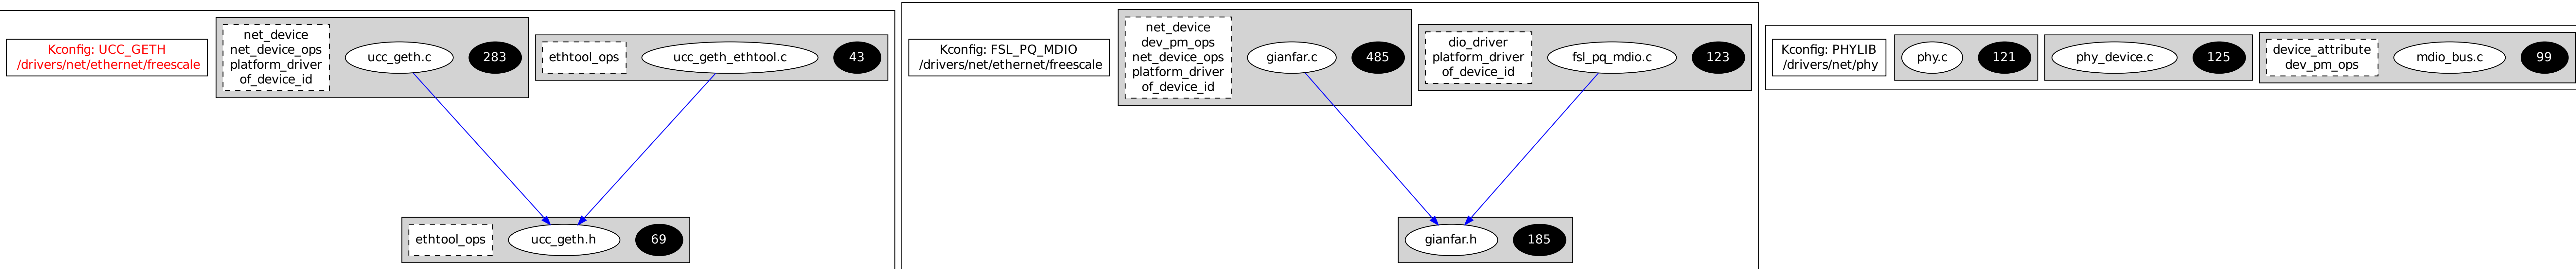 Kconfig: UCC_GETH
/drivers/net/ethernet/freescale
net_device
net_device_ops
platform_driver
of_device_id
ucc_geth.c
283
ethtool_ops
ucc_geth_ethtool.c
43
ethtool_ops
ucc_geth.h
69
Kconfig: FSL_PQ_MDIO
/drivers/net/ethernet/freescale
net_device
dev_pm_ops
net_device_ops
platform_driver
of_device_id
gianfar.c
485
dio_driver
platform_driver
of_device_id
fsl_pq_mdio.c
123
gianfar.h
185
Kconfig: PHYLIB
/drivers/net/phy
phy.c
121
phy_device.c
125
device_attribute
dev_pm_ops
mdio_bus.c
99